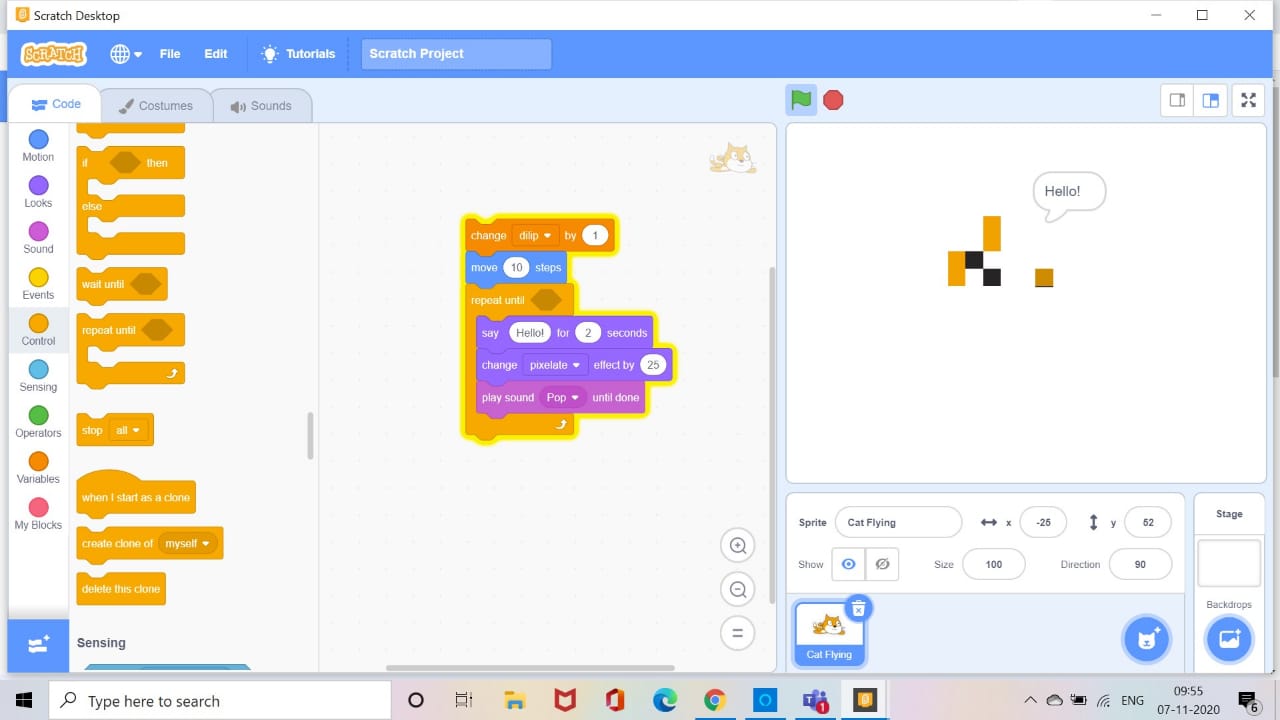 Scratch Desktop
SCRATCH
File Edit Tutorials Scratch Project
Code Costumes Sounds
Motion
Looks
Sound
Events
Control
Sensing
Operators
Variables
My Blocks
if then
else
wait until
repeat until
stop all
when I start as a clone
create clone of myself
delete this clone
Sensing
change dilip by 1
move 10 steps
repeat until
say Hello! for 2 seconds
change pixelate effect by 25
play sound Pop until done
Hello!
Sprite Cat Flying x -25 y 52
Show Size 100 Direction 90
Cat Flying
Stage
Backdrops
Type here to search
1
ENG
09:55
07-11-2020
6